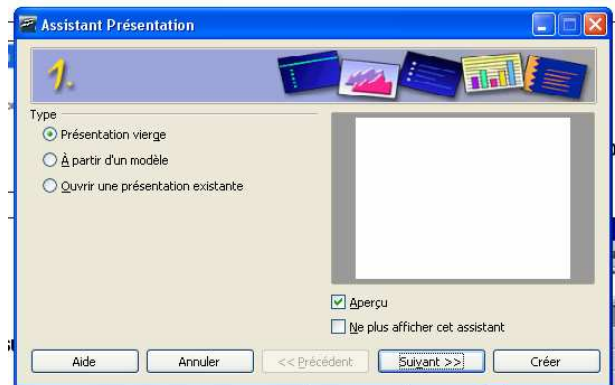 Assistant Présentation
1.
Type
Présentation vierge
À partir d'un modèle
Ouvrir une présentation existante
Aperçu
Ne plus afficher cet assistant
Aide
Annuler
<< Précédent
Suivant >>
Créer